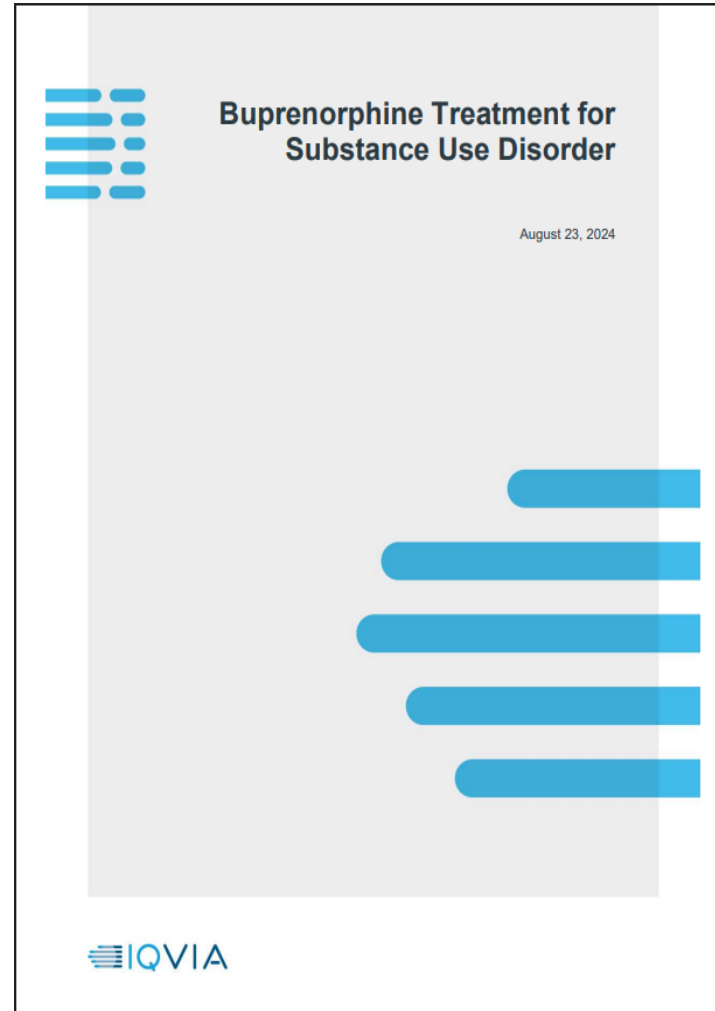 Buprenorphine Treatment for
Substance Use Disorder
August 23, 2024
IQVIA